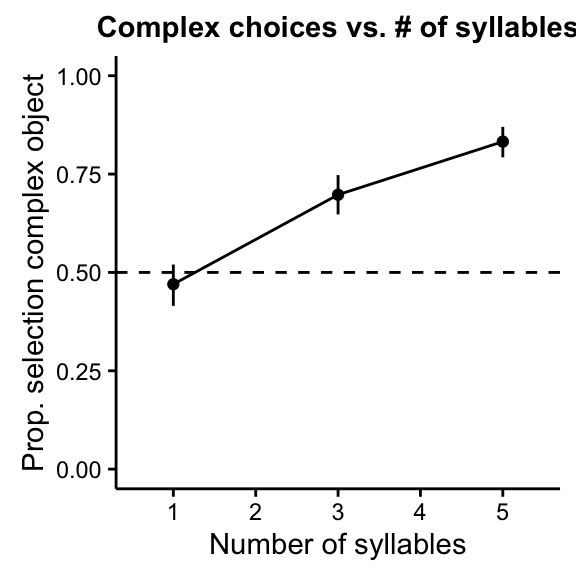 Complex choices vs. # of syllables
Prop. selection complex object
1.00
0.75
0.50
0.25
0.00
1 2 3 4 5
Number of syllables